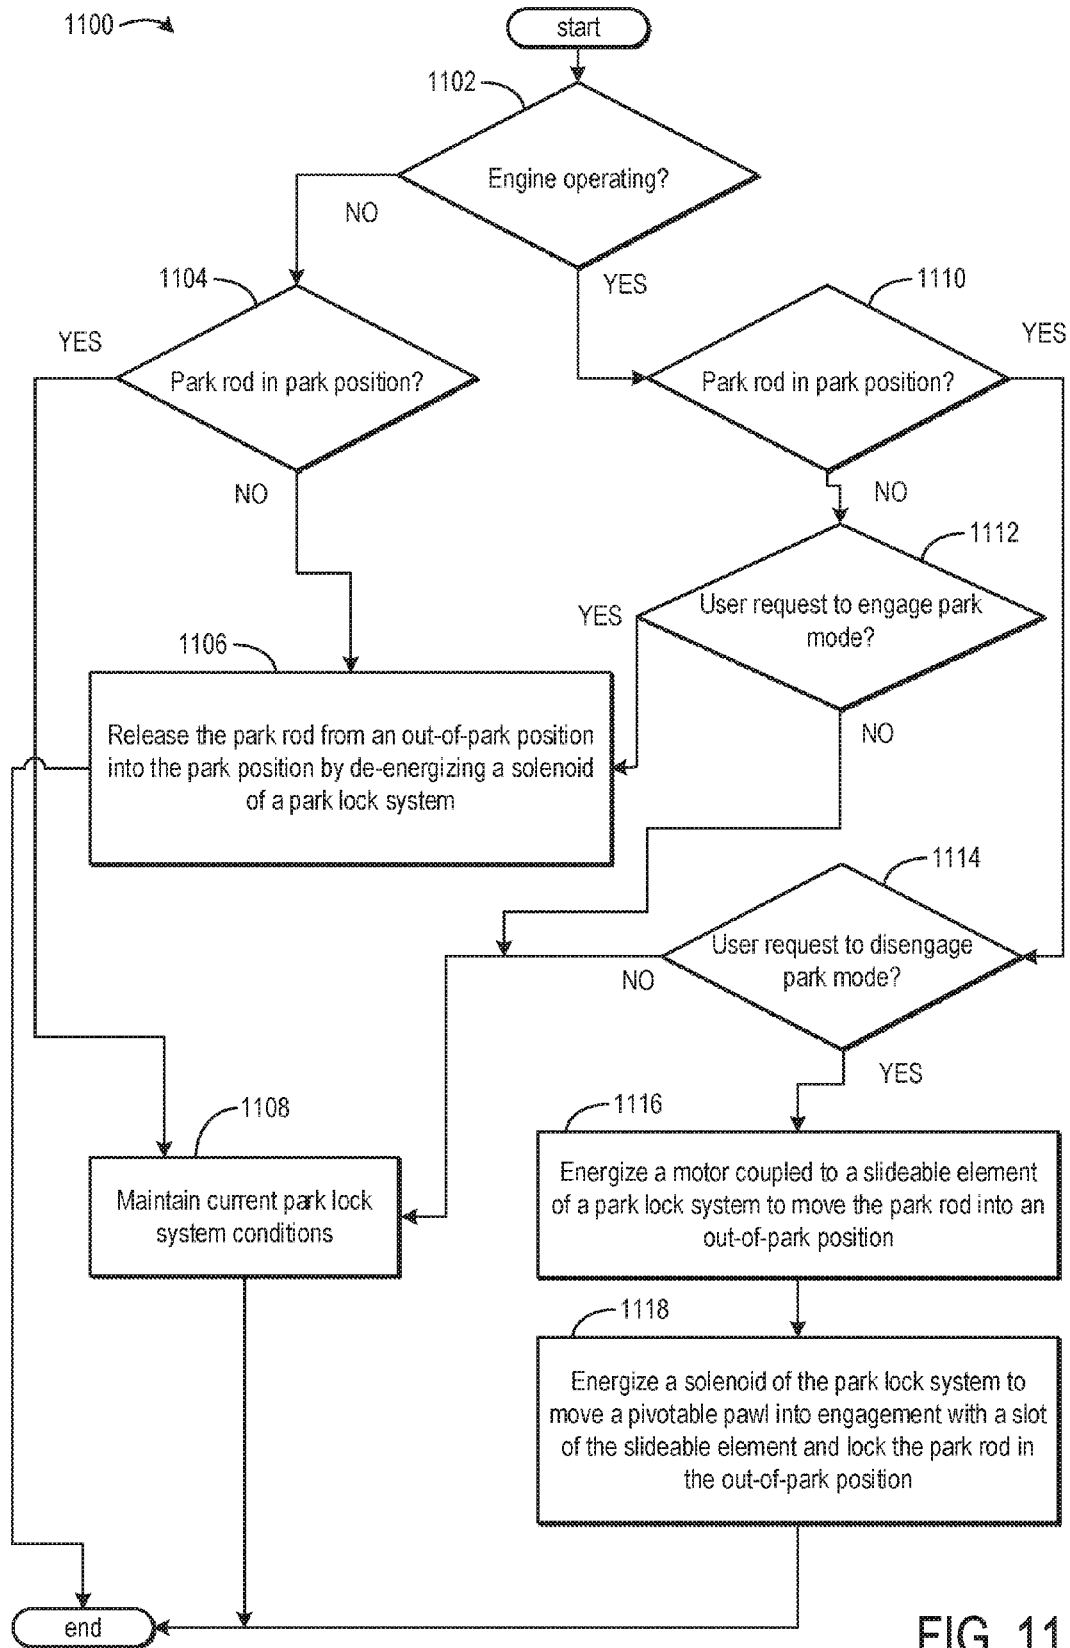 1100
start
1102
Engine operating?
NO
YES
1104
1110
YES
YES
Park rod in park position?
Park rod in park position?
NO
NO
1112
User request to engage park
mode?
YES
NO
1106
Release the park rod from an out-of-park position
into the park position by de-energizing a solenoid
of a park lock system
1114
User request to disengage
park mode?
NO
YES
1108
Maintain current park lock
system conditions
1116
Energize a motor coupled to a slideable element
of a park lock system to move the park rod into an
out-of-park position
1118
Energize a solenoid of the park lock system to
move a pivotable pawl into engagement with a slot
of the slideable element and lock the park rod in
the out-of-park position
end
FIG. 11